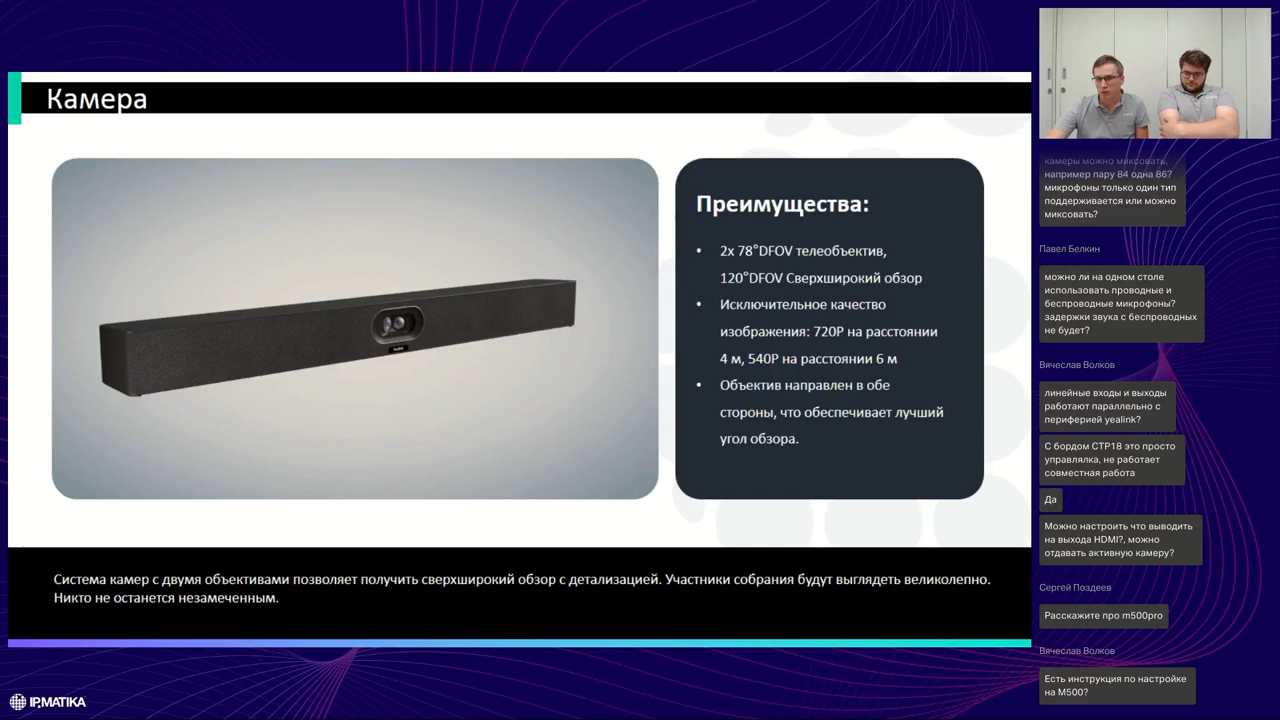 Камера
Преимущества:
• 2x 78°DFOV телеобъектив,
120°DFOV Сверхширокий обзор
• Исключительное качество
изображения: 720P на расстоянии
4 м, 540P на расстоянии 6 м
• Объектив направлен в обе
стороны, что обеспечивает лучший
угол обзора.
Система камер с двумя объективами позволяет получить сверхширокий обзор с детализацией. Участники собрания будут выглядеть великолепно.
Никто не останется незамеченным.
IPMATIKA
камеры можно миксовать,
например пару 84 одна 86?
микрофоны только один тип
поддерживается или можно
миксовать?
Павел Белкин
можно ли на одном столе
использовать проводные и
беспроводные микрофоны?
задержки звука с беспроводных
не будет?
Вячеслав Волков
линейные входы и выходы
работают параллельно с
периферией yealink?
С бордом CTP18 это просто
управлялка, не работает
совместная работа
Да
Можно настроить что выводить
на выхода HDMI?, можно
отдавать активную камеру?
Сергей Поздеев
Расскажите про m500pro
Вячеслав Волков
Есть инструкция по настройке
на M500?